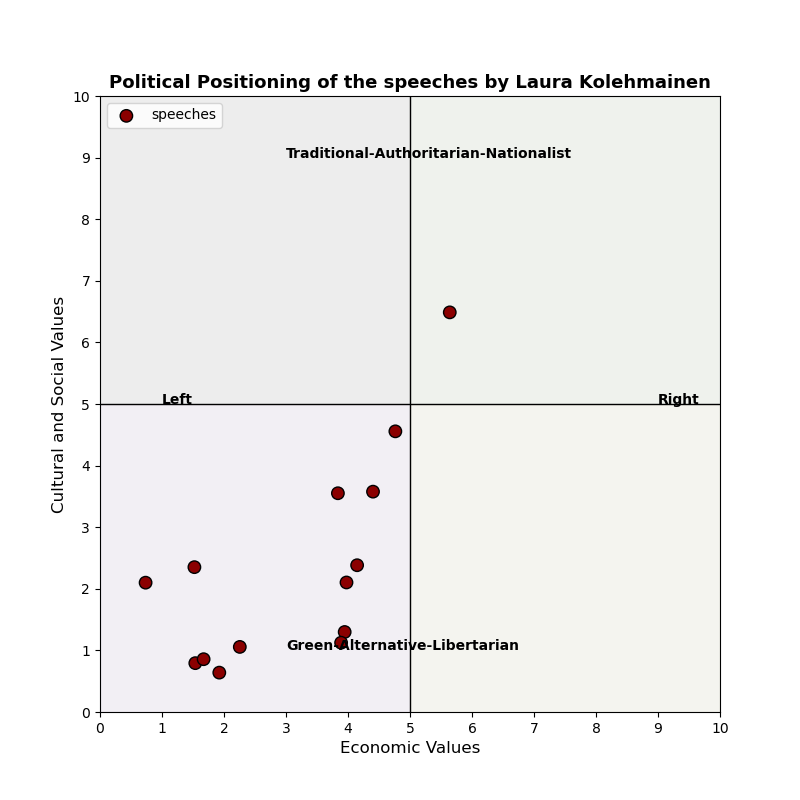 Political Positioning of the speeches by Laura Kolehmainen
10
speeches
9
Traditional-Authoritarian-Nationalist
8
7
6
5
Left
Right
4
3
2
1
Green-Alternative-Libertarian
0
Cultural and Social Values
0 1 2 3 4 5 6 7 8 9 10
Economic Values